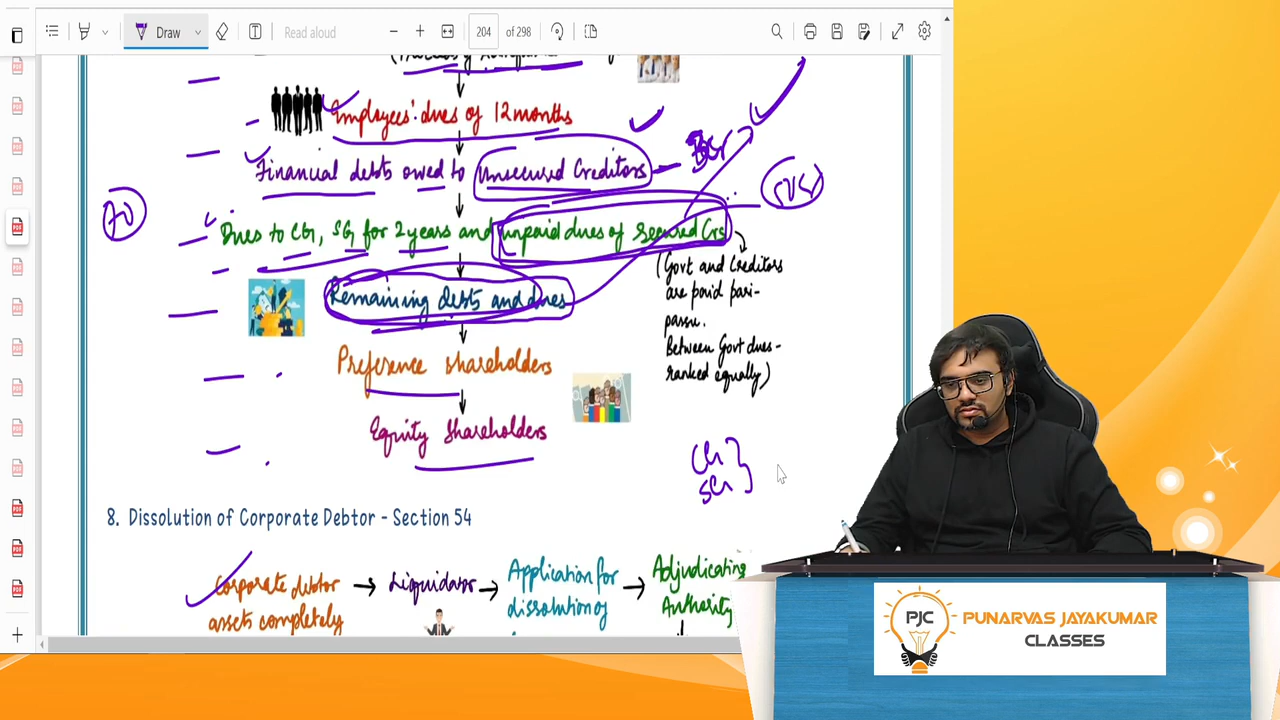 Draw
Read aloud
204 of 298
Employees' dues of 12 months
Financial debts owed to Unsecured Creditors
Dues to CG, SG for 2 years and unpaid dues of secured Crs
(Govt and Creditors
are paid pari-
passu.
Between Govt dues-
ranked equally)
Remaining debts and dues
Preference shareholders
Equity Shareholders
CG
SG
8. Dissolution of Corporate Debtor - Section 54
Corporate debtor
assets completely
Liquidator
Application for
dissolution of
Adjudicating
Authority
PJC
PUNARVAS JAYAKUMAR
CLASSES